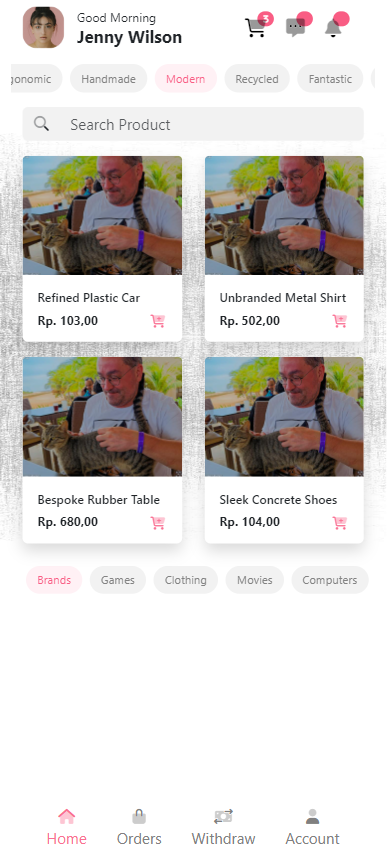 Good Morning
Jenny Wilson
3
gonomic
Handmade
Modern
Recycled
Fantastic
Search Product
Refined Plastic Car
Rp. 103,00
Unbranded Metal Shirt
Rp. 502,00
Bespoke Rubber Table
Rp. 680,00
Sleek Concrete Shoes
Rp. 104,00
Brands
Games
Clothing
Movies
Computers
Home
Orders
Withdraw
Account